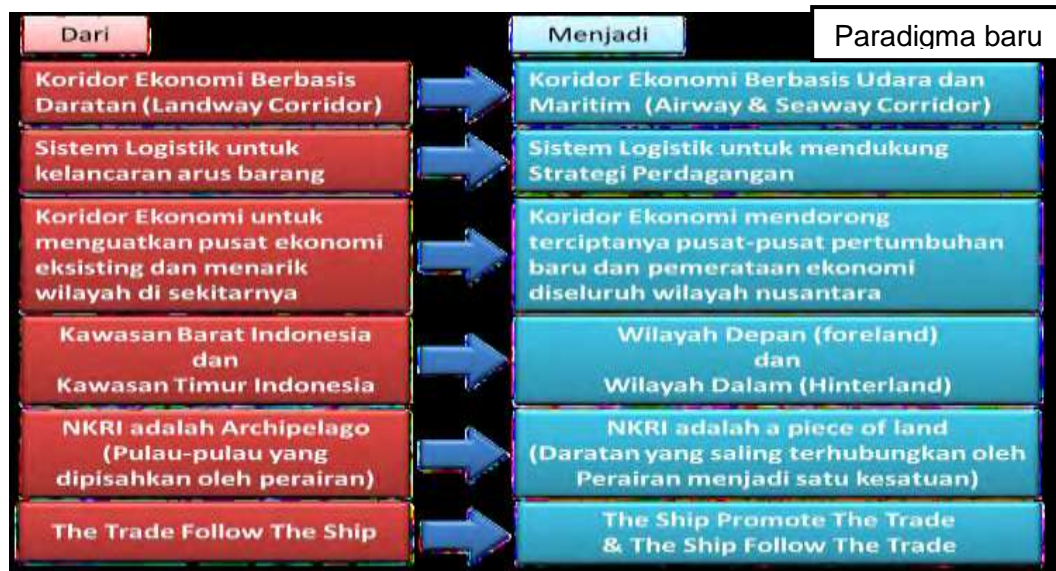 Dari
Menjadi
Paradigma baru
Koridor Ekonomi Berbasis
Daratan (Landway Corridor)
Koridor Ekonomi Berbasis Udara dan
Maritim (Airway & Seaway Corridor)
Sistem Logistik untuk
kelancaran arus barang
Sistem Logistik untuk mendukung
Strategi Perdagangan
Koridor Ekonomi untuk
menguatkan pusat ekonomi
eksisting dan menarik
wilayah di sekitarnya
Koridor Ekonomi mendorong
terciptanya pusat-pusat pertumbuhan
baru dan pemerataan ekonomi
diseluruh wilayah nusantara
Kawasan Barat Indonesia
dan
Kawasan Timur Indonesia
Wilayah Depan (foreland)
dan
Wilayah Dalam (Hinterland)
NKRI adalah Archipelago
(Pulau-pulau yang
dipisahkan oleh perairan)
NKRI adalah a piece of land
(Daratan yang saling terhubungkan oleh
Perairan menjadi satu kesatuan)
The Trade Follow The Ship
The Ship Promote The Trade
& The Ship Follow The Trade